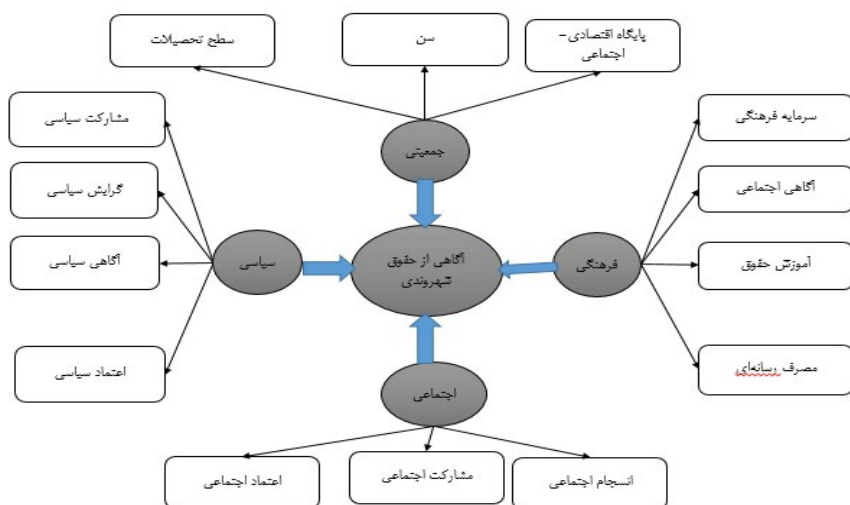 پایگاه اقتصادی-
اجتماعی
سن
سطح تحصیلات
جمعیتی
سرمایه فرهنگی
آگاهی اجتماعی
آموزش حقوق
مصرف رسانه‌ای
فرهنگی
آگاهی از حقوق
شهروندی
سیاسی
مشارکت سیاسی
گرایش سیاسی
آگاهی سیاسی
اعتماد سیاسی
اجتماعی
انسجام اجتماعی
مشارکت اجتماعی
اعتماد اجتماعی